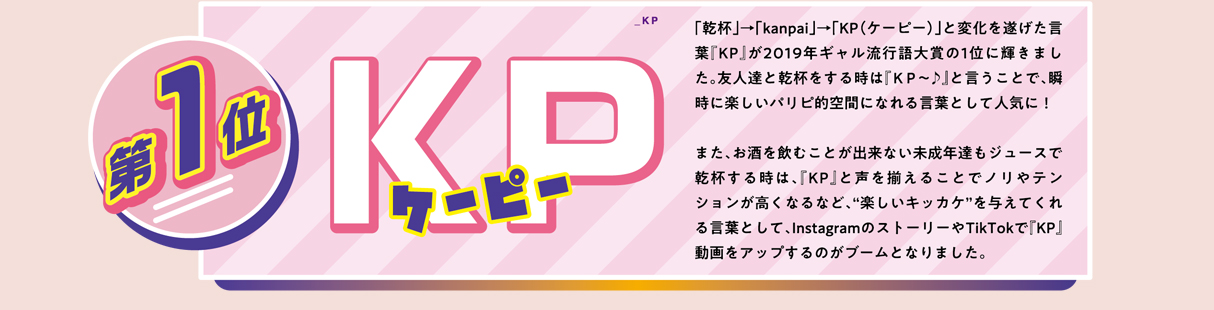 第1位
_KP
KP
ケーピー
「乾杯」→「kanpai」→「KP(ケーピー)」と変化を遂げた言
葉『KP』が2019年ギャル流行語大賞の1位に輝きまし
た。友人達と乾杯をする時は『KP〜♪』と言うことで、瞬
時に楽しいパリピ的空間になれる言葉として人気に！
また、お酒を飲むことが出来ない未成年達もジュースで
乾杯する時は、『KP』と声を揃えることでノリやテン
ションが高くなるなど、“楽しいキッカケ”を与えてくれ
る言葉として、InstagramのストーリーやTikTokで『KP』
動画をアップするのがブームとなりました。